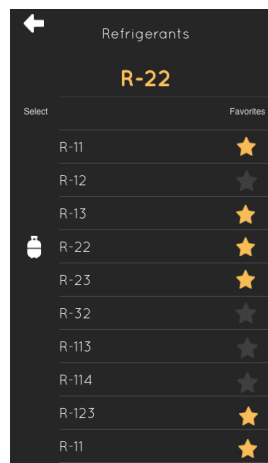 Refrigerants
R-22
Select Favorites
R-11
R-12
R-13
R-22
R-23
R-32
R-113
R-114
R-123
R-11